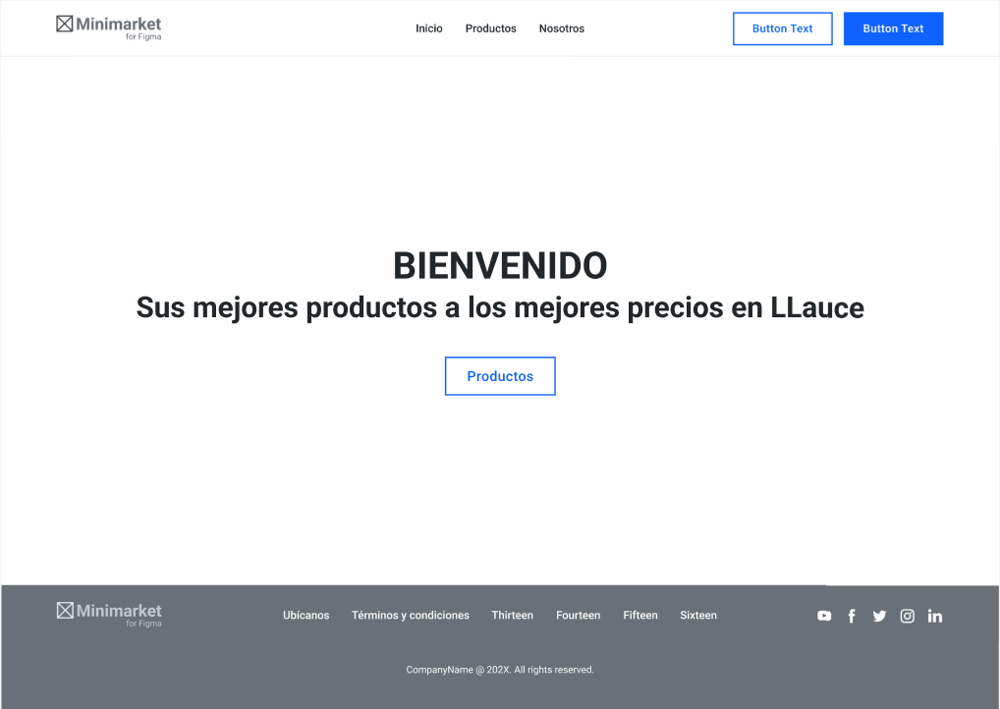 Minimarket
for Figma
Inicio Productos Nosotros Button Text Button Text
BIENVENIDO
Sus mejores productos a los mejores precios en LLauce
Productos
Minimarket
for Figma
Ubícanos Términos y condiciones Thirteen Fourteen Fifteen Sixteen
CompanyName @ 202X. All rights reserved.